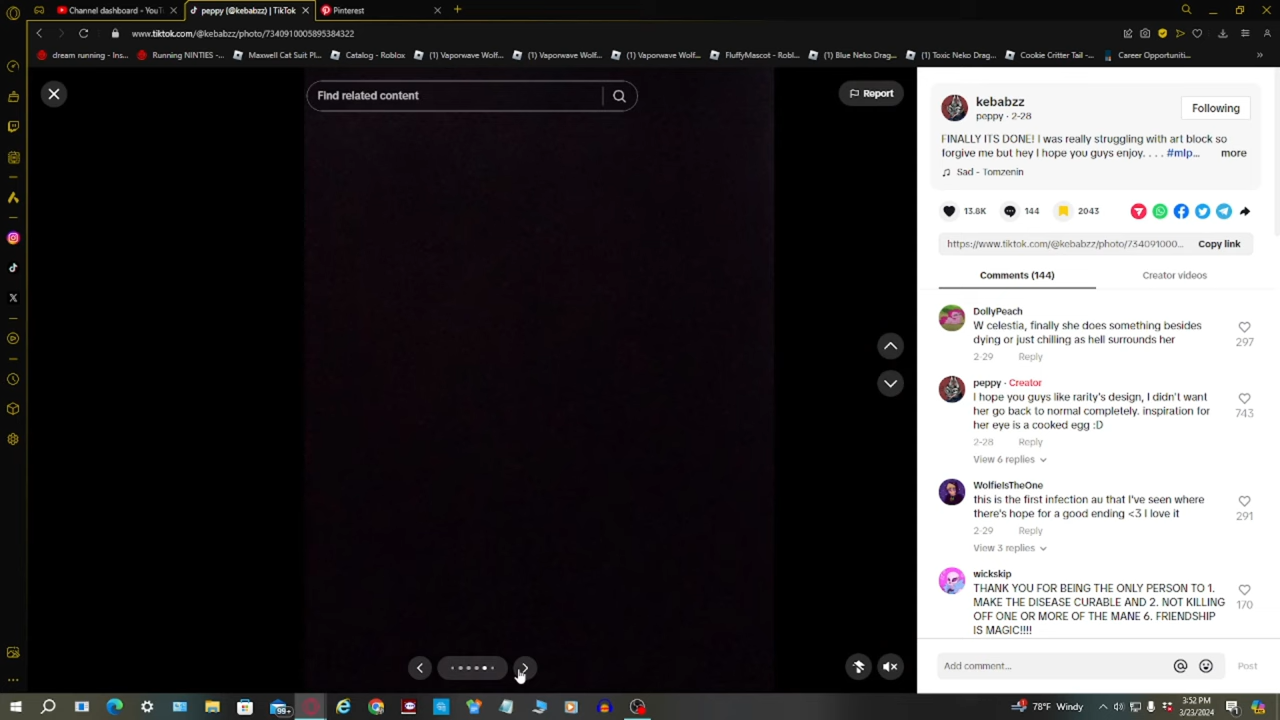 Channel dashboard - YouT
peppy (@kebabzz) | TikTok
Pinterest
www.tiktok.com/@kebabzz/photo/7340910005895384322
dream running - Ins...
Running NINTIES -...
Maxwell Cat Suit Pl...
Catalog - Roblox
(1) Vaporwave Wolf...
(1) Vaporwave Wolf...
(1) Vaporwave Wolf...
FluffyMascot - Robl...
(1) Blue Neko Drag...
(1) Toxic Neko Drag...
Cookie Critter Tail -...
Career Opportuniti...
Find related content
Report
kebabzz
peppy · 2-28
Following
FINALLY ITS DONE! I was really struggling with art block so
forgive me but hey I hope you guys enjoy. . . . #mlp... more
Sad - Tomzenin
13.8K
144
2043
https://www.tiktok.com/@kebabzz/photo/734091000...
Copy link
Comments (144)
Creator videos
DollyPeach
W celestia, finally she does something besides
dying or just chilling as hell surrounds her
297
2-29 Reply
peppy · Creator
I hope you guys like rarity's design, I didn't want
her go back to normal completely. inspiration for
her eye is a cooked egg :D
743
2-28 Reply
View 6 replies
WolfieIsTheOne
this is the first infection au that I've seen where
there's hope for a good ending <3 I love it
291
2-29 Reply
View 3 replies
wickskip
THANK YOU FOR BEING THE ONLY PERSON TO 1.
MAKE THE DISEASE CURABLE AND 2. NOT KILLING
OFF ONE OR MORE OF THE MANE 6. FRIENDSHIP
IS MAGIC!!!!
170
Add comment...
Post
99+
78°F Windy
3:52 PM
3/23/2024